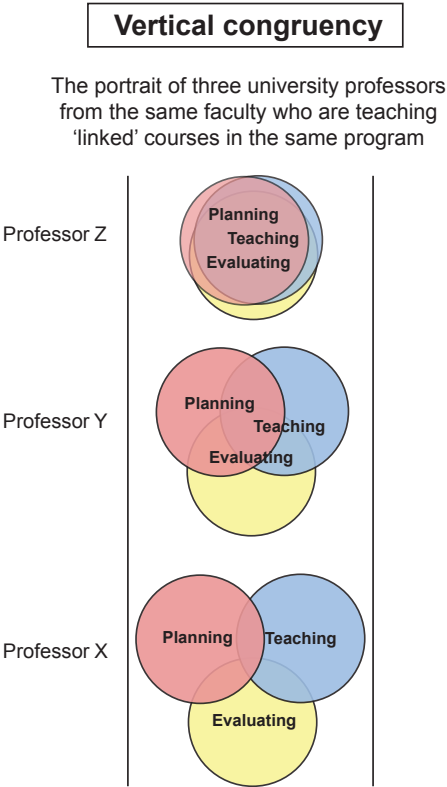 Vertical congruency
The portrait of three university professors
from the same faculty who are teaching
‘linked’ courses in the same program
Professor Z
Planning
Teaching
Evaluating
Professor Y
Planning
Teaching
Evaluating
Professor X
Planning
Teaching
Evaluating